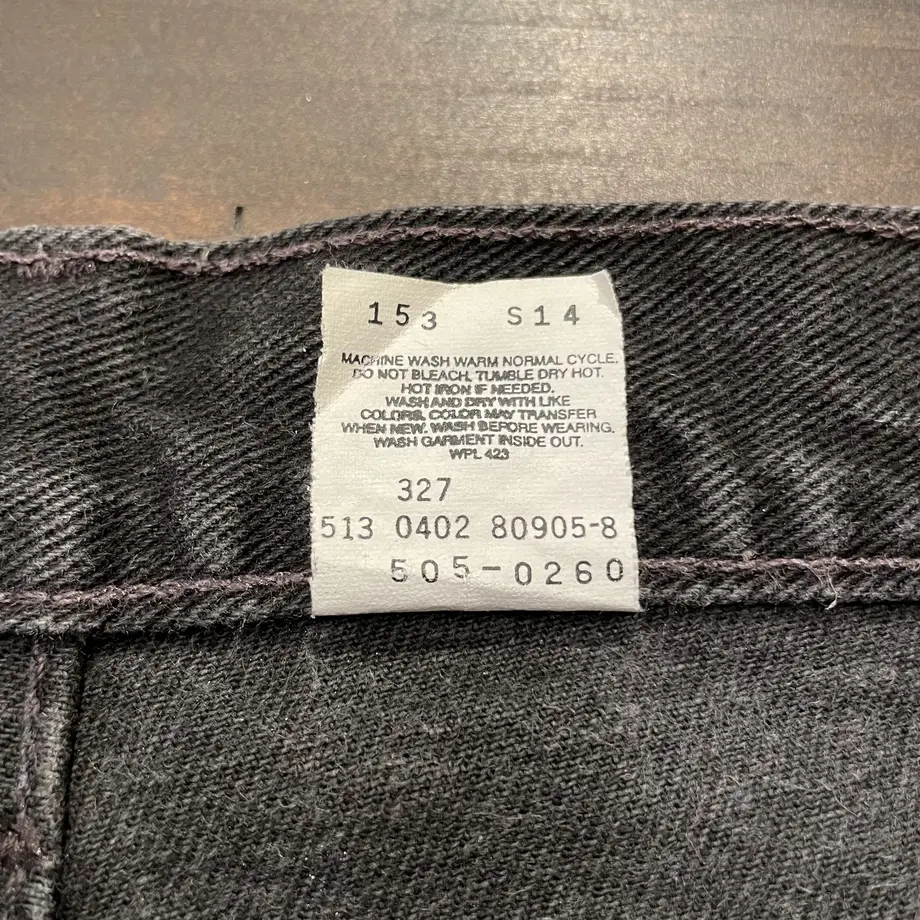 153 S14
MACHINE WASH WARM NORMAL CYCLE.
DO NOT BLEACH. TUMBLE DRY HOT.
HOT IRON IF NEEDED.
WASH AND DRY WITH LIKE
COLORS. COLOR MAY TRANSFER
WHEN NEW. WASH BEFORE WEARING.
WASH GARMENT INSIDE OUT.
WPL 423
327
513 0402 80905-8
505-0260